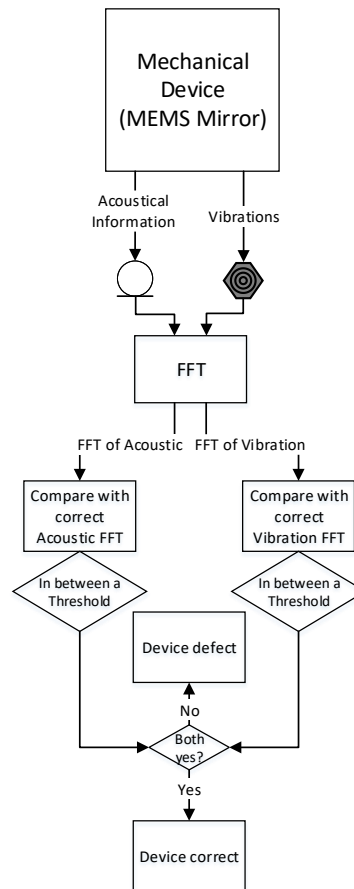 Mechanical
Device
(MEMS Mirror)
Acoustical
Information
Vibrations
FFT
FFT of Acoustic
FFT of Vibration
Compare with
correct
Acoustic FFT
Compare with
correct
Vibration FFT
In between a
Threshold
In between a
Threshold
Device defect
No
Both
yes?
Yes
Device correct